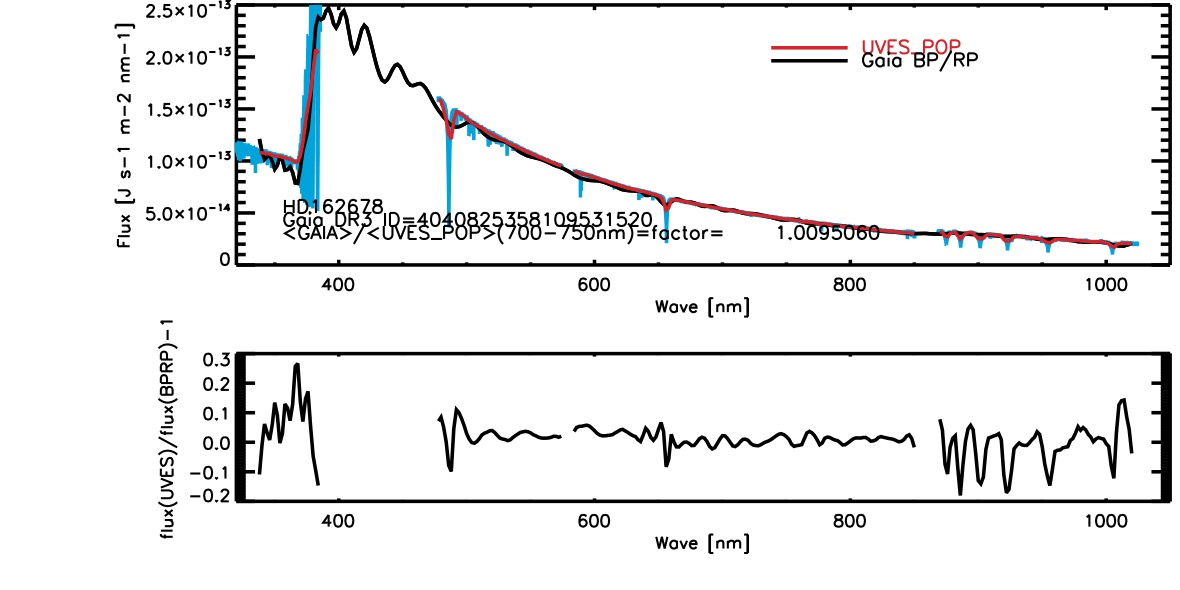 2.5×10−13
2.0×10−13
1.5×10−13
1.0×10−13
5.0×10−14
0
Flux [J s−1 m−2 nm−1]
UVES_POP
Gaia BP/RP
HD162678
Gaia DR3 ID=4040825358109531520
<GAIA>/<UVES_POP>(700−750nm)=factor= 1.0095060
400 600 800 1000
Wave [nm]
flux(UVES)/flux(BPRP)−1
0.3
0.2
0.1
0.0
−0.1
−0.2
400 600 800 1000
Wave [nm]